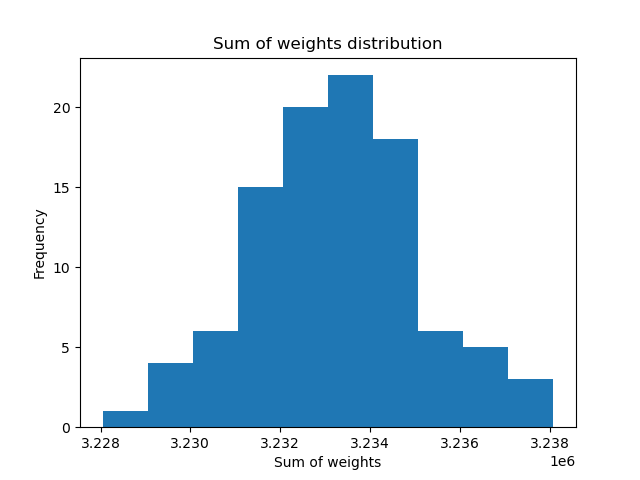 Sum of weights distribution
Frequency
20
15
10
5
0
3.228 3.230 3.232 3.234 3.236 3.238
Sum of weights
1e6